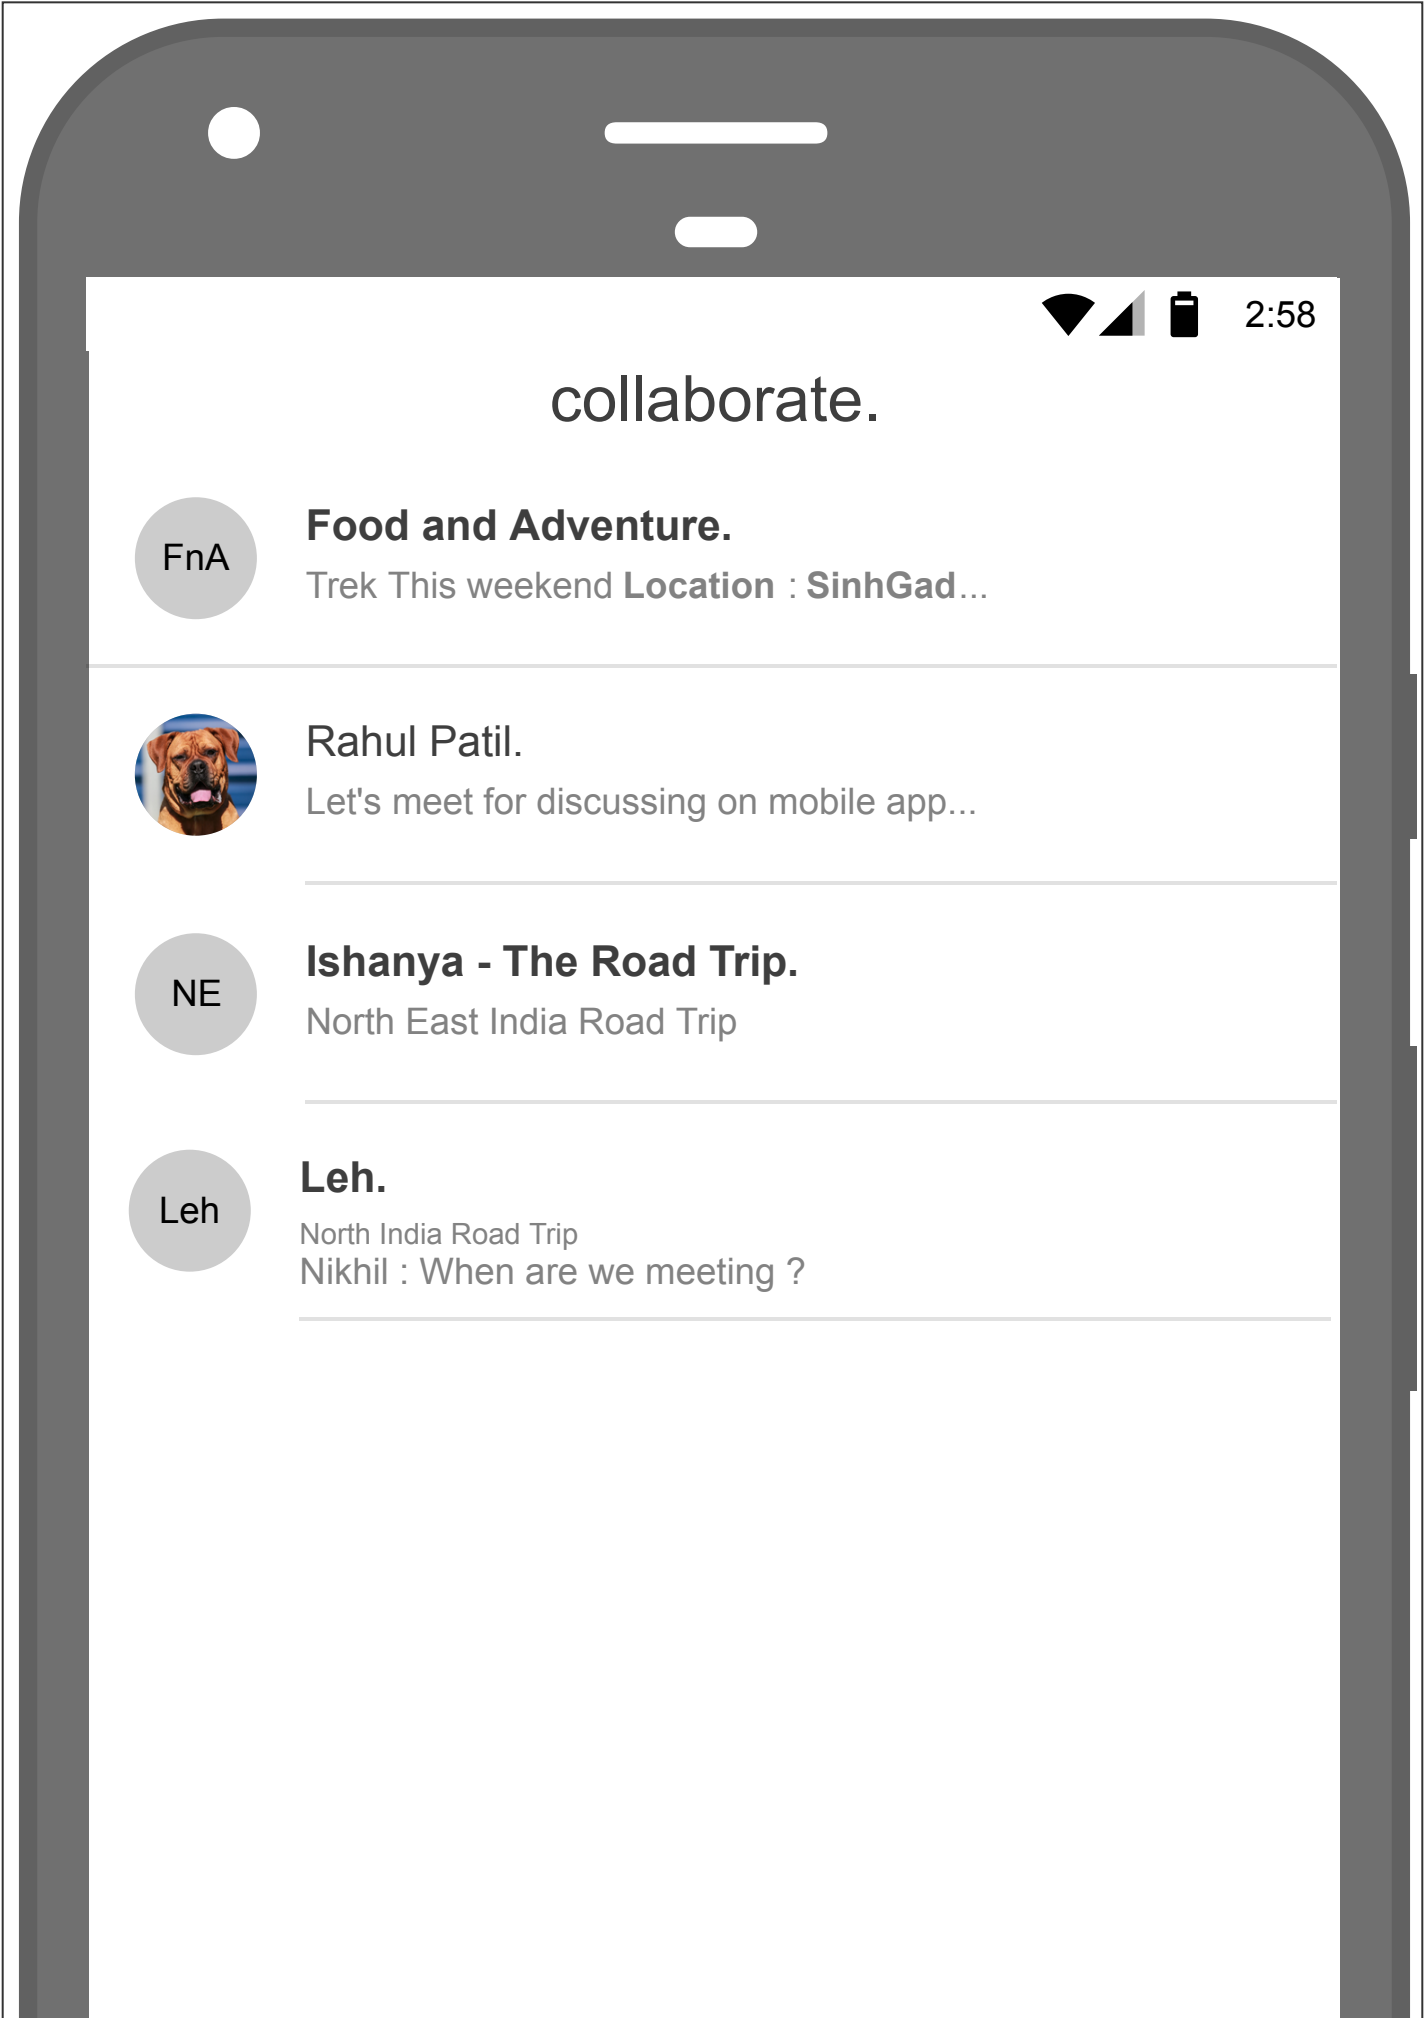 2:58
collaborate.
FnA
Food and Adventure.
Trek This weekend Location : SinhGad...
Rahul Patil.
Let's meet for discussing on mobile app...
NE
Ishanya - The Road Trip.
North East India Road Trip
Leh
Leh.
North India Road Trip
Nikhil : When are we meeting ?